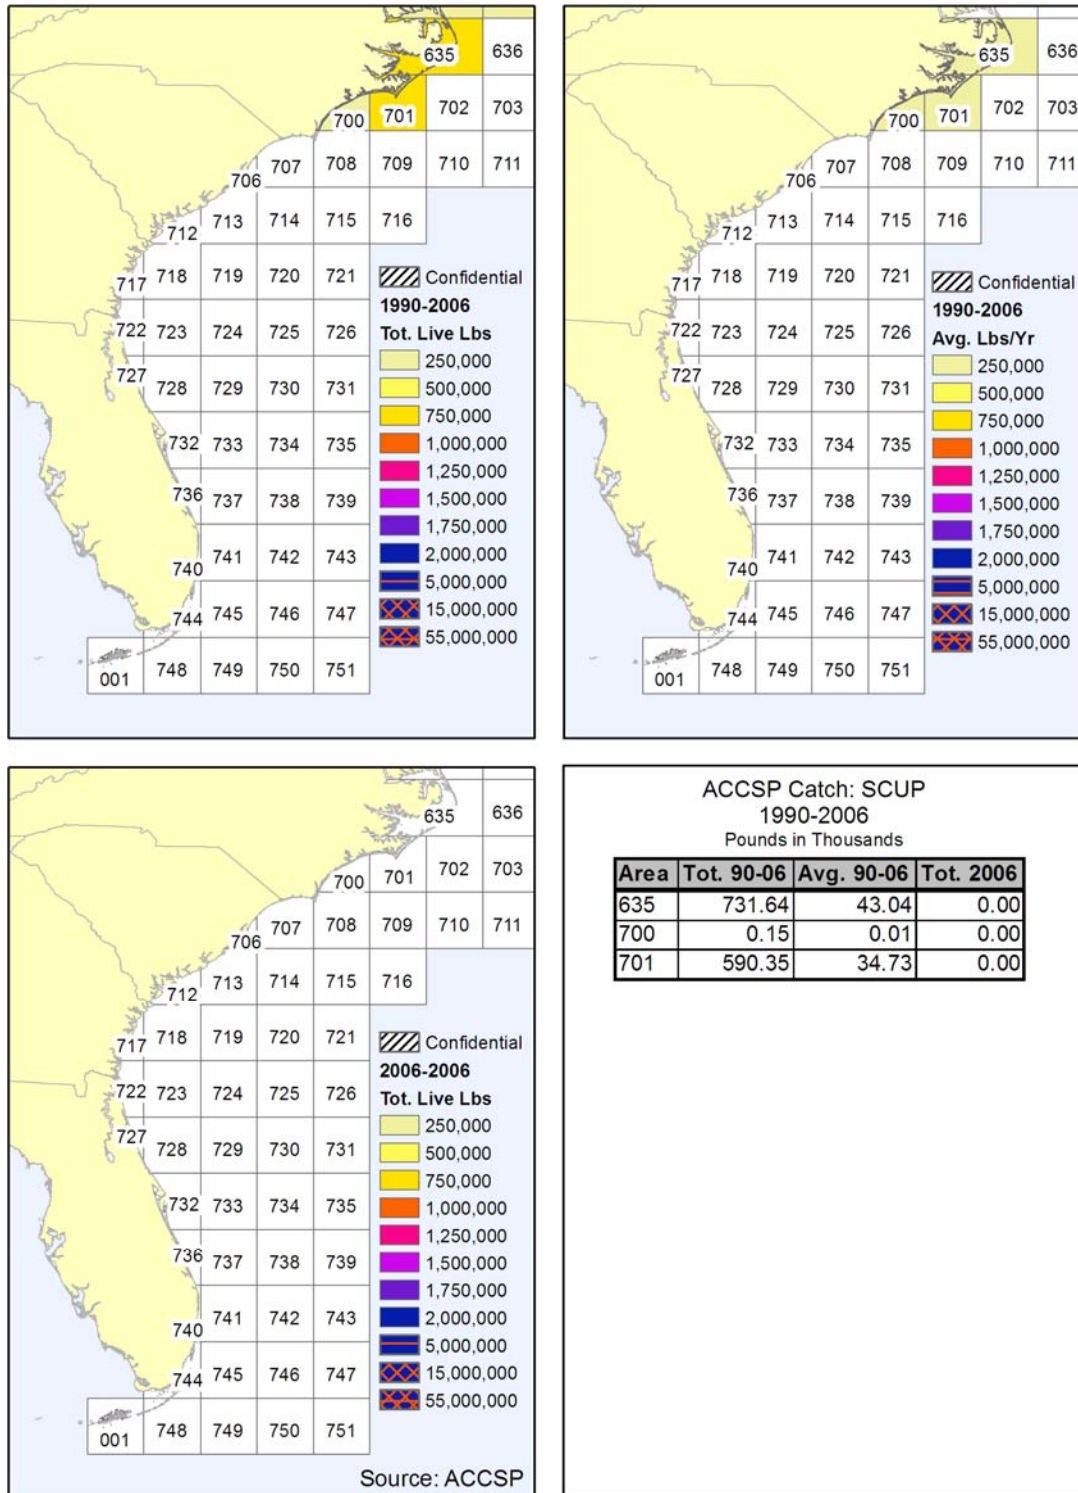 635 636
700 701 702 703
706 707 708 709 710 711
712 713 714 715 716
717 718 719 720 721
722 723 724 725 726
727 728 729 730 731
732 733 734 735
736 737 738 739
740 741 742 743
744 745 746 747
001 748 749 750 751
Confidential
1990-2006
Tot. Live Lbs
250,000
500,000
750,000
1,000,000
1,250,000
1,500,000
1,750,000
2,000,000
5,000,000
15,000,000
55,000,000
635 636
700 701 702 703
706 707 708 709 710 711
712 713 714 715 716
717 718 719 720 721
722 723 724 725 726
727 728 729 730 731
732 733 734 735
736 737 738 739
740 741 742 743
744 745 746 747
001 748 749 750 751
Confidential
1990-2006
Avg. Lbs/Yr
250,000
500,000
750,000
1,000,000
1,250,000
1,500,000
1,750,000
2,000,000
5,000,000
15,000,000
55,000,000
635 636
700 701 702 703
706 707 708 709 710 711
712 713 714 715 716
717 718 719 720 721
722 723 724 725 726
727 728 729 730 731
732 733 734 735
736 737 738 739
740 741 742 743
744 745 746 747
001 748 749 750 751
Confidential
2006-2006
Tot. Live Lbs
250,000
500,000
750,000
1,000,000
1,250,000
1,500,000
1,750,000
2,000,000
5,000,000
15,000,000
55,000,000
Source: ACCSP
ACCSP Catch: SCUP
1990-2006
Pounds in Thousands
Area Tot. 90-06 Avg. 90-06 Tot. 2006
635 731.64 43.04 0.00
700 0.15 0.01 0.00
701 590.35 34.73 0.00